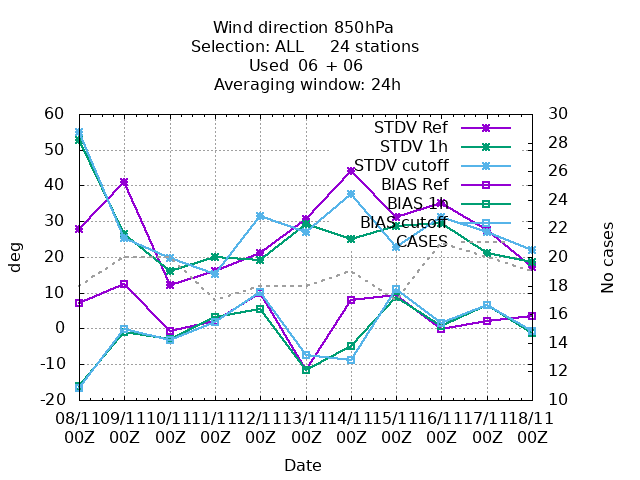 Wind direction 850hPa
Selection: ALL 24 stations
Used 06 + 06
Averaging window: 24h
60 50 40 30 20 10 0 -10 -20
deg
STDV Ref
STDV 1h
STDV cutoff
BIAS Ref
BIAS 1h
BIAS cutoff
CASES
30 28 26 24 22 20 18 16 14 12 10
No cases
08/11 09/11 10/11 11/11 12/11 13/11 14/11 15/11 16/11 17/11 18/11
00Z 00Z 00Z 00Z 00Z 00Z 00Z 00Z 00Z 00Z 00Z
Date